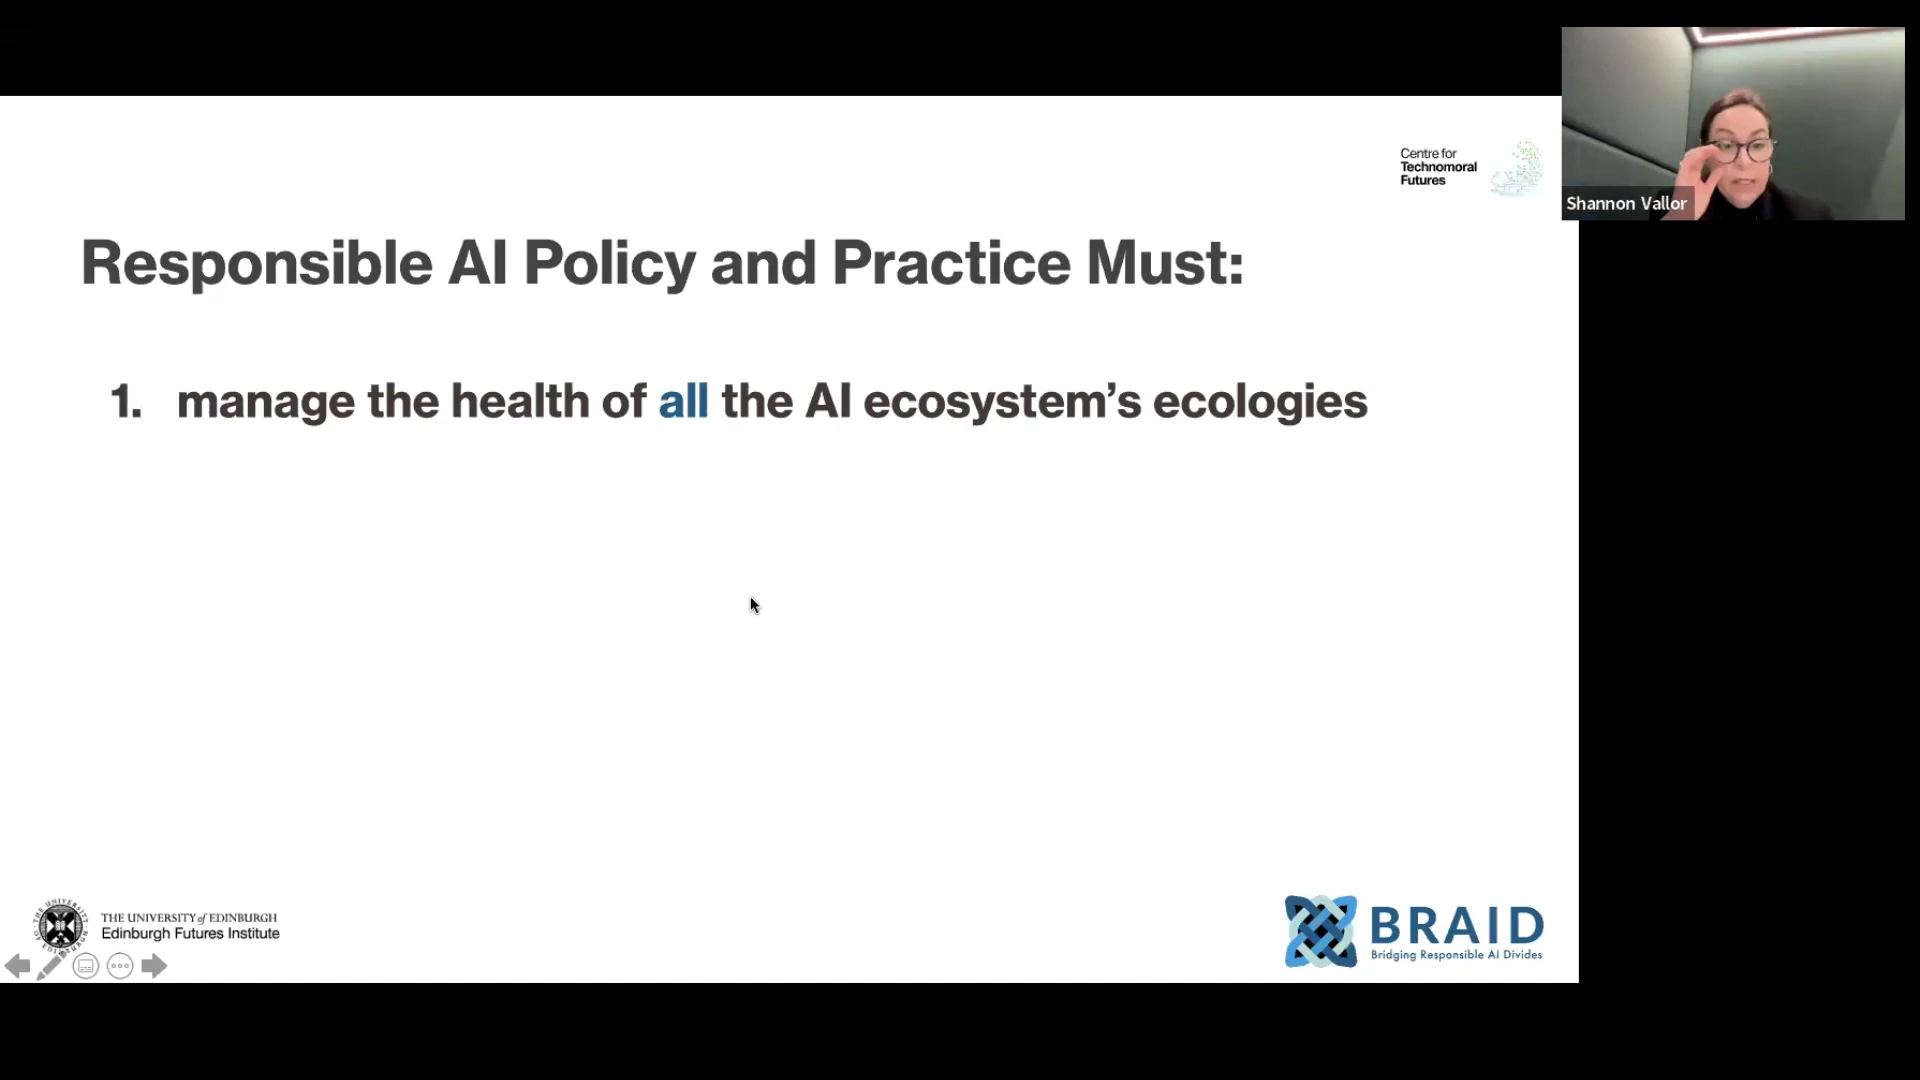 Centre for
Technomoral
Futures
Shannon Vallor
Responsible AI Policy and Practice Must:
1. manage the health of all the AI ecosystem's ecologies
THE UNIVERSITY of EDINBURGH
Edinburgh Futures Institute
BRAID
Bridging Responsible AI Divides